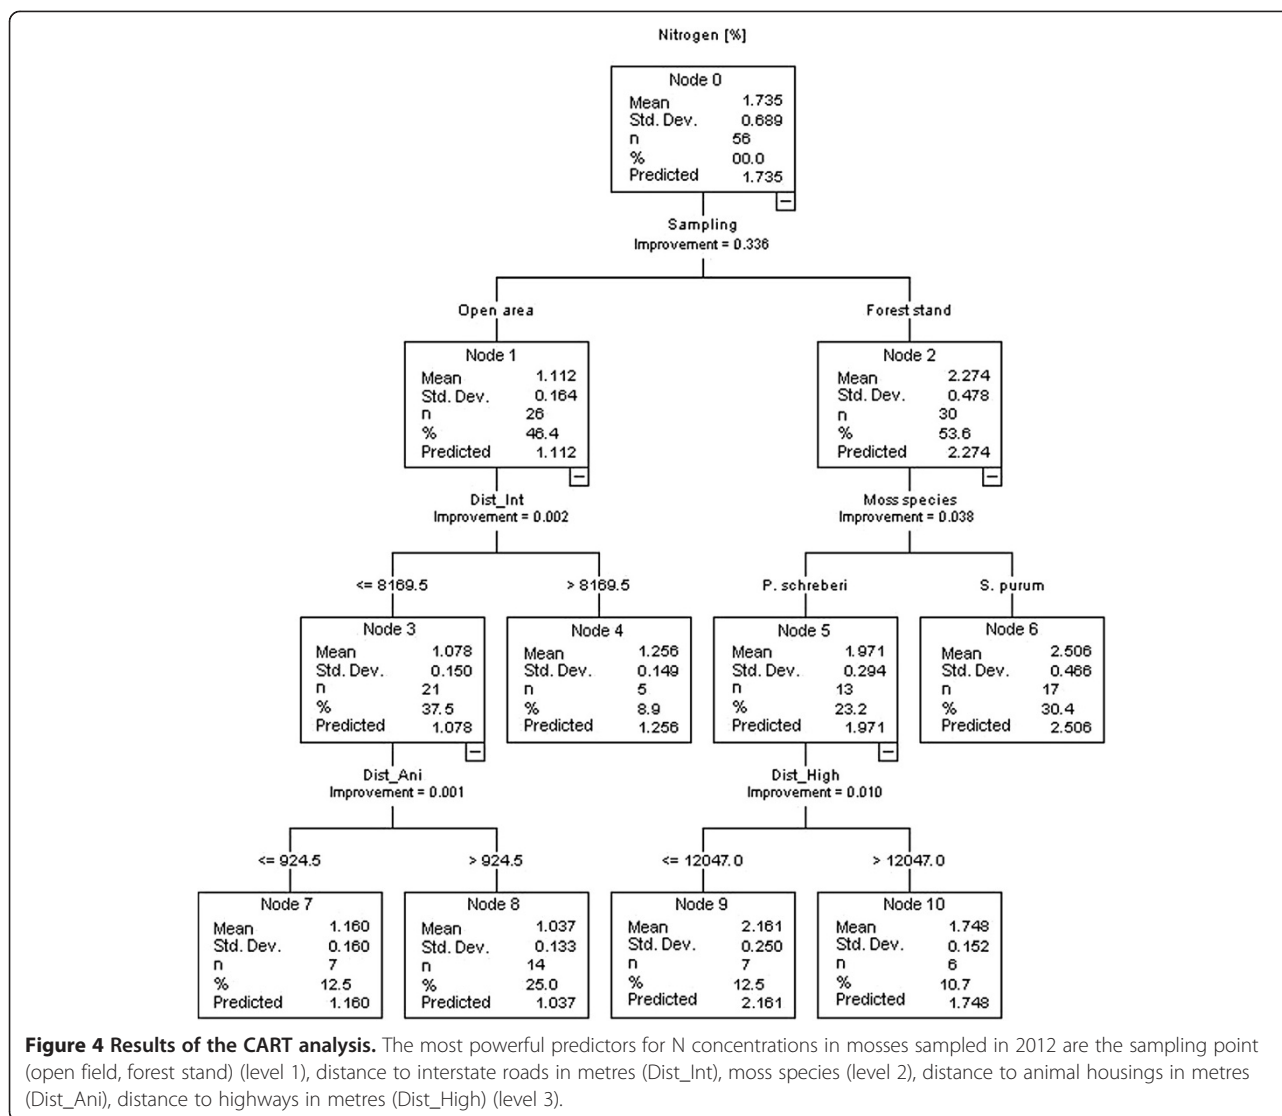 Nitrogen [%]
Node 0
Mean 1.735
Std. Dev. 0.689
n 56
% 00.0
Predicted 1.735
Sampling
Improvement = 0.336
Open area
Forest stand
Node 1
Mean 1.112
Std. Dev. 0.164
n 26
% 46.4
Predicted 1.112
Node 2
Mean 2.274
Std. Dev. 0.478
n 30
% 53.6
Predicted 2.274
Dist_Int
Improvement = 0.002
Moss species
Improvement = 0.038
<= 8169.5
> 8169.5
P. schreberi
S. purum
Node 3
Mean 1.078
Std. Dev. 0.150
n 21
% 37.5
Predicted 1.078
Node 4
Mean 1.256
Std. Dev. 0.149
n 5
% 8.9
Predicted 1.256
Node 5
Mean 1.971
Std. Dev. 0.294
n 13
% 23.2
Predicted 1.971
Node 6
Mean 2.506
Std. Dev. 0.466
n 17
% 30.4
Predicted 2.506
Dist_Ani
Improvement = 0.001
Dist_High
Improvement = 0.010
<= 924.5
> 924.5
<= 12047.0
> 12047.0
Node 7
Mean 1.160
Std. Dev. 0.160
n 7
% 12.5
Predicted 1.160
Node 8
Mean 1.037
Std. Dev. 0.133
n 14
% 25.0
Predicted 1.037
Node 9
Mean 2.161
Std. Dev. 0.250
n 7
% 12.5
Predicted 2.161
Node 10
Mean 1.748
Std. Dev. 0.152
n 6
% 10.7
Predicted 1.748
Figure 4 Results of the CART analysis. The most powerful predictors for N concentrations in mosses sampled in 2012 are the sampling point
(open field, forest stand) (level 1), distance to interstate roads in metres (Dist_Int), moss species (level 2), distance to animal housings in metres
(Dist_Ani), distance to highways in metres (Dist_High) (level 3).